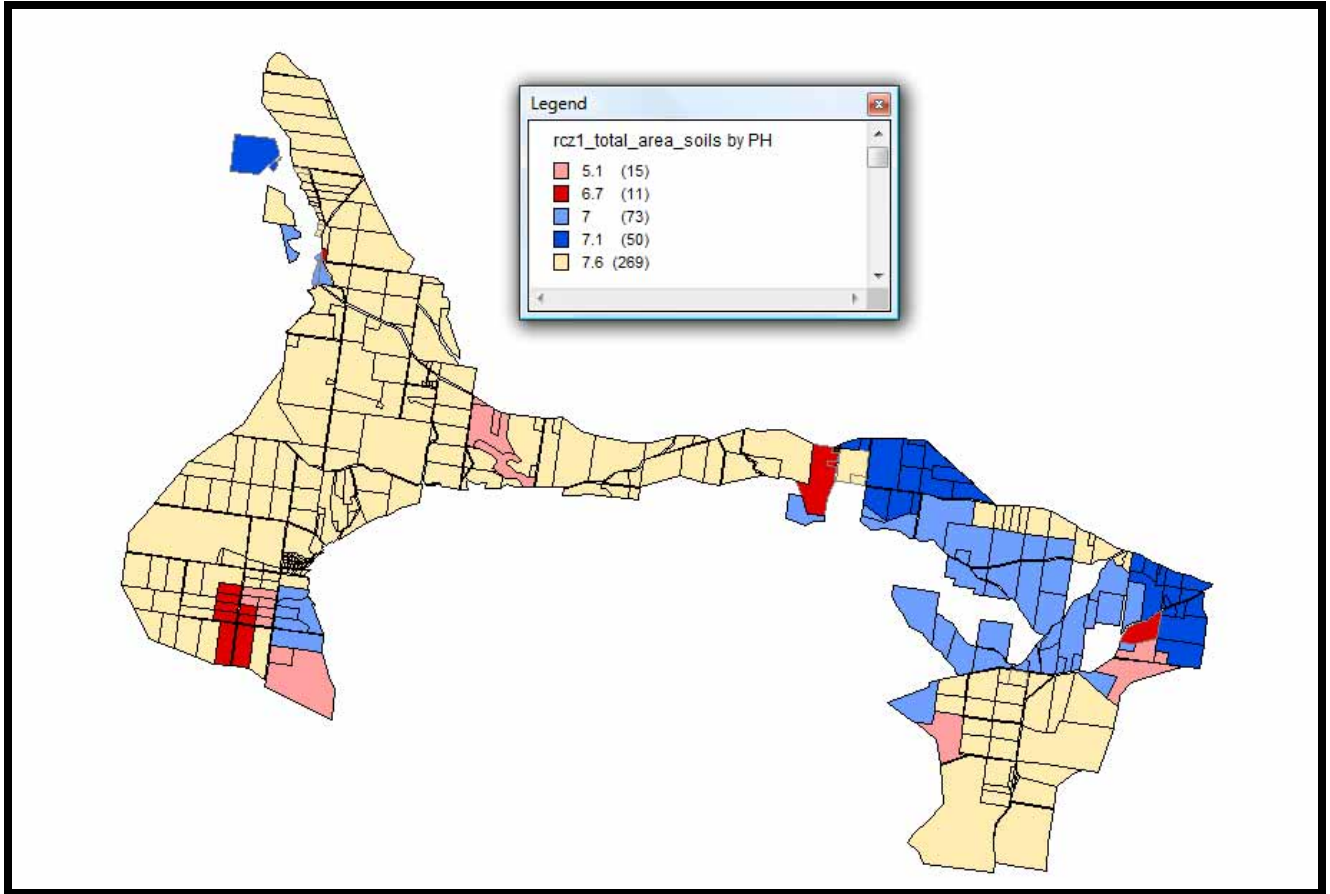 Legend
rcz1_total_area_soils by PH
5.1 (15)
6.7 (11)
7 (73)
7.1 (50)
7.6 (269)